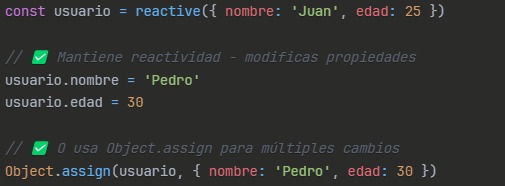 const usuario = reactive({ nombre: 'Juan', edad: 25 })
// ✅ Mantiene reactividad - modificas propiedades
usuario.nombre = 'Pedro'
usuario.edad = 30
// ✅ O usa Object.assign para múltiples cambios
Object.assign(usuario, { nombre: 'Pedro', edad: 30 })